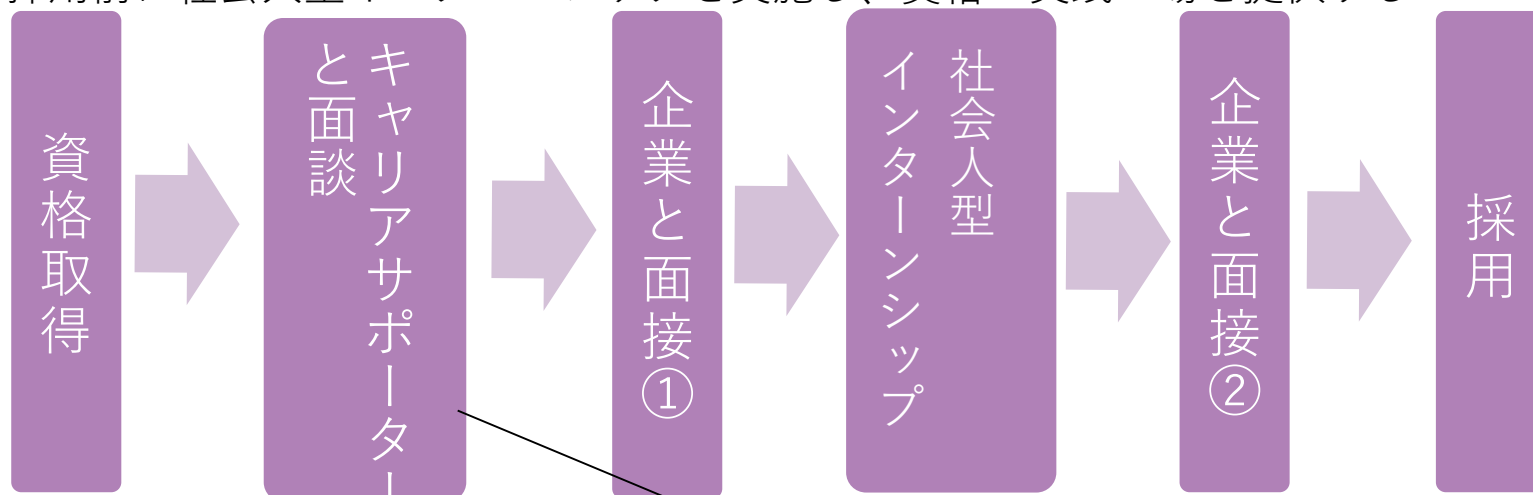 資格取得
キャリアサポーター
と面談
企業と面接①
社会人型
インターンシップ
企業と面接②
採用